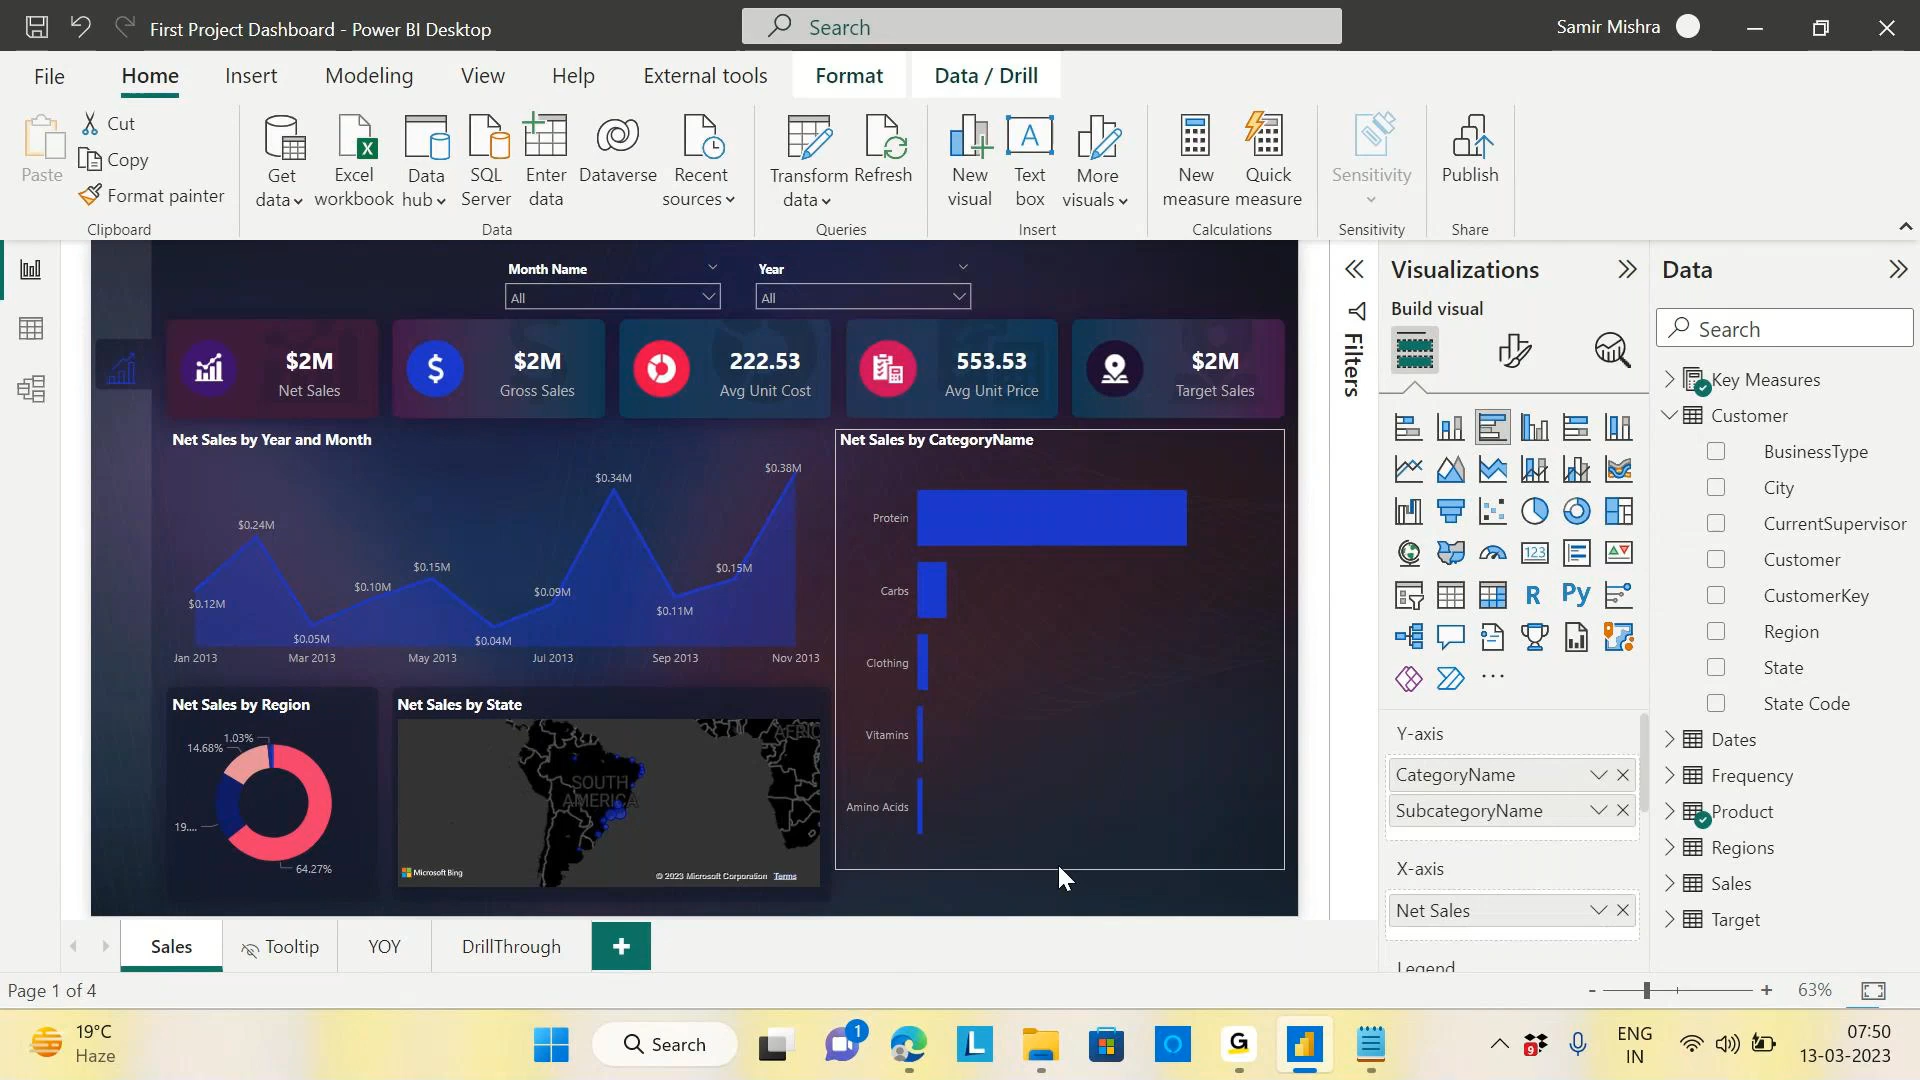 First Project Dashboard - Power BI Desktop
Search
Samir Mishra
File
Home
Insert
Modeling
View
Help
External tools
Format
Data / Drill
Paste
Cut
Copy
Format painter
Clipboard
Get
data
Excel
workbook
Data
hub
SQL
Server
Enter
data
Dataverse
Recent
sources
Data
Transform
data
Refresh
Queries
New
visual
A
Text
box
More
visuals
Insert
New
measure
Quick
measure
Calculations
Sensitivity
Sensitivity
Publish
Share
Month Name
All
Year
All
$2M
Net Sales
$
$2M
Gross Sales
222.53
Avg Unit Cost
553.53
Avg Unit Price
$2M
Target Sales
Net Sales by Year and Month
$0.12M
$0.24M
$0.05M
$0.10M
$0.15M
$0.04M
$0.09M
$0.34M
$0.11M
$0.15M
$0.38M
Jan 2013
Mar 2013
May 2013
Jul 2013
Sep 2013
Nov 2013
Net Sales by CategoryName
Protein
Carbs
Clothing
Vitamins
Amino Acids
Net Sales by Region
1.03%
14.68%
19....
64.27%
Net Sales by State
SOUTH
AMERICA
AFRIC
Microsoft Bing
© 2023 Microsoft Corporation Terms
Filters
Visualizations
Build visual
123
R
Py
...
Y-axis
CategoryName
SubcategoryName
X-axis
Net Sales
Legend
Data
Search
Key Measures
Customer
BusinessType
City
CurrentSupervisor
Customer
CustomerKey
Region
State
State Code
Dates
Frequency
Product
Regions
Sales
Target
Sales
Tooltip
YOY
DrillThrough
+
Page 1 of 4
- + 63%
19°C
Haze
Search
1
L
G
9
ENG
IN
07:50
13-03-2023